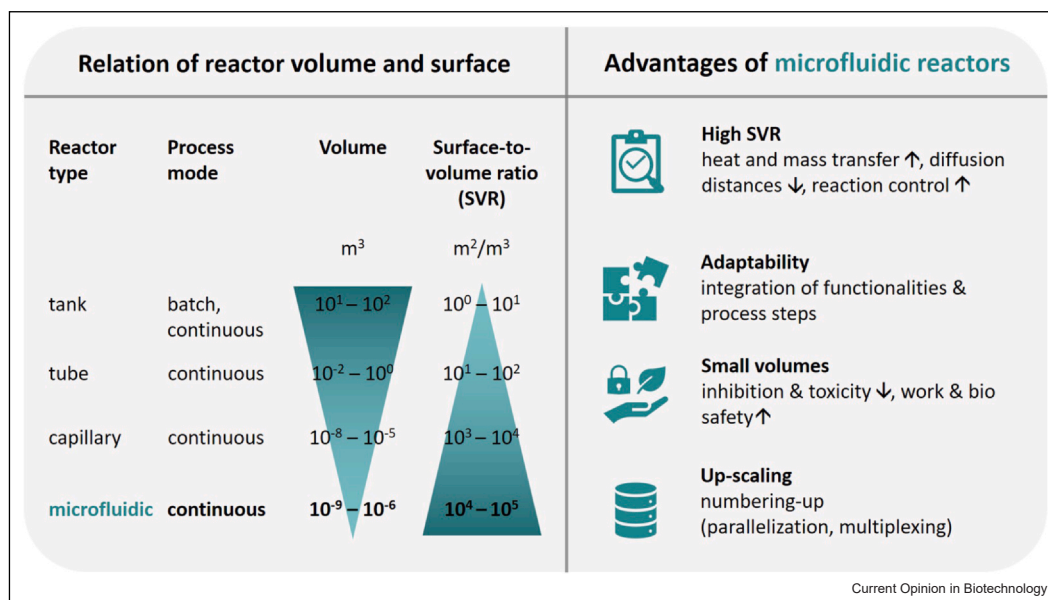 Relation of reactor volume and surface
Reactor type
Process mode
Volume
Surface-to-volume ratio (SVR)
m³
m²/m³
tank
batch, continuous
10¹ – 10²
10⁰ – 10¹
tube
continuous
10⁻² – 10⁰
10¹ – 10²
capillary
continuous
10⁻⁸ – 10⁻⁵
10³ – 10⁴
microfluidic
continuous
10⁻⁹ – 10⁻⁶
10⁴ – 10⁵
Advantages of microfluidic reactors
High SVR
heat and mass transfer ↑, diffusion
distances ↓, reaction control ↑
Adaptability
integration of functionalities &
process steps
Small volumes
inhibition & toxicity ↓, work & bio
safety↑
Up-scaling
numbering-up
(parallelization, multiplexing)
Current Opinion in Biotechnology